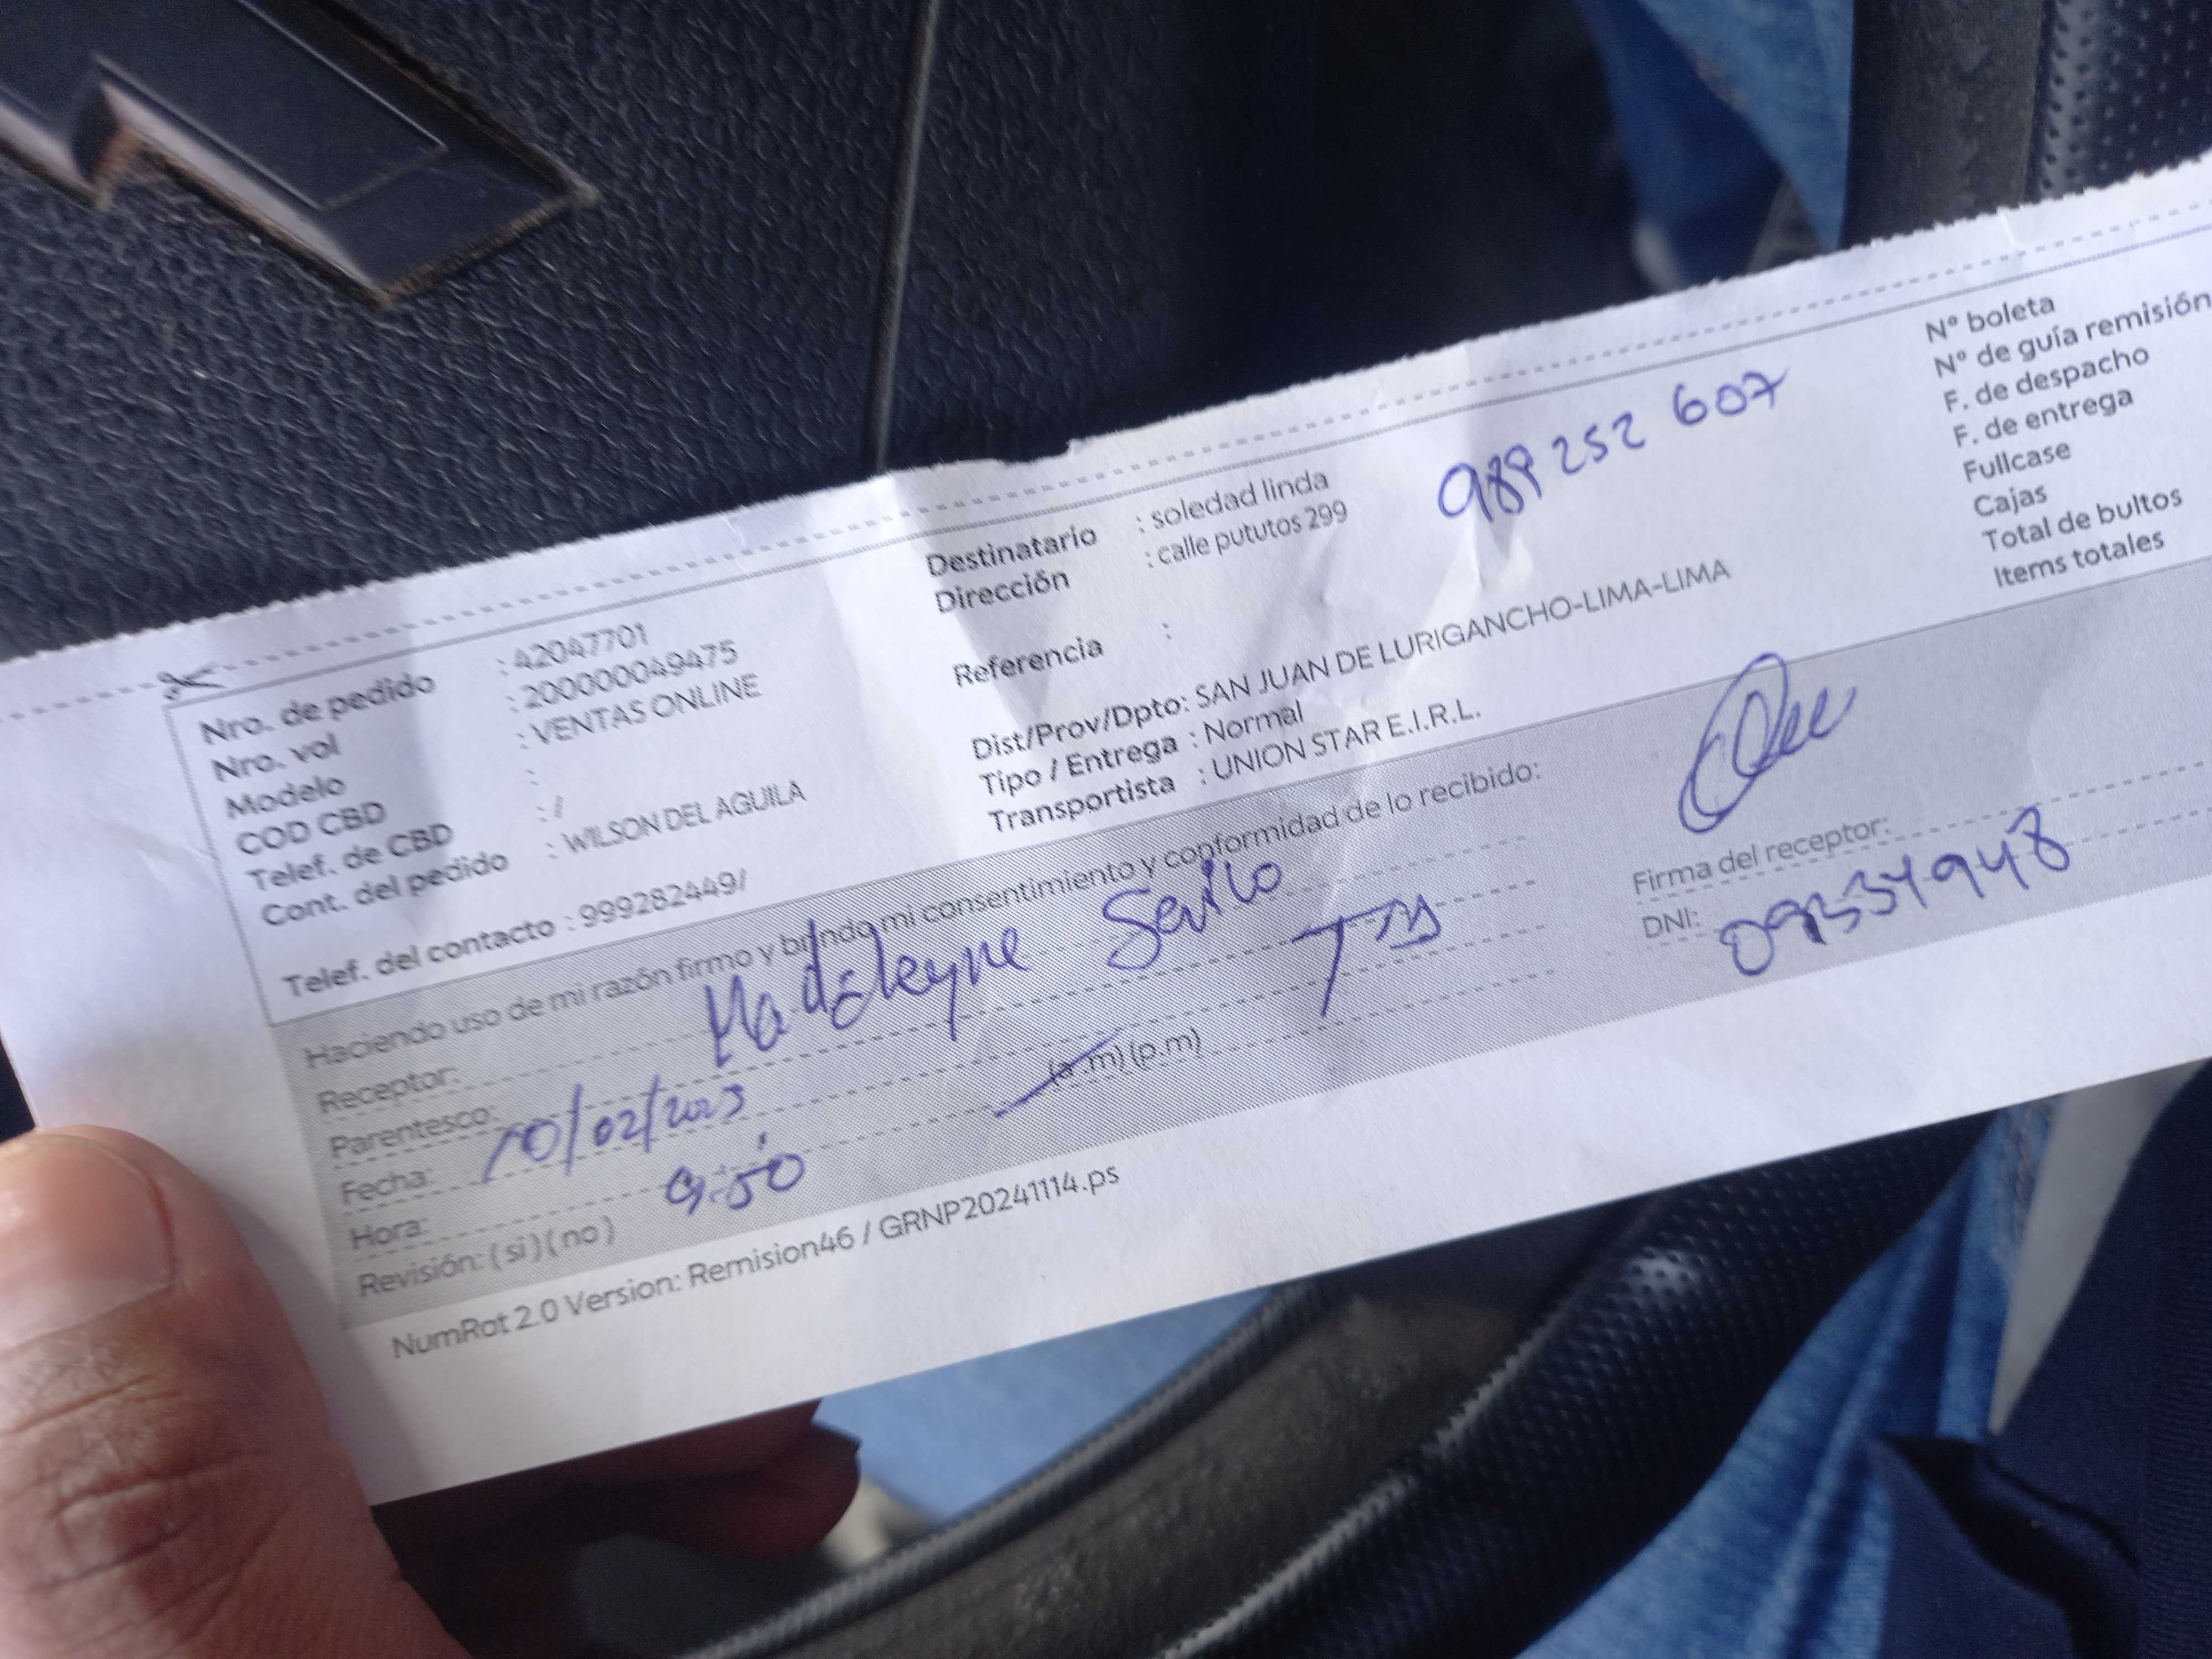 Nro. de pedido : 42047701
Nro. vol : 200000049475
Modelo : VENTAS ONLINE
COD CBD :
Telef. de CBD : /
Cont. del pedido : WILSON DEL AGUILA
Telef. del contacto : 999282449/
Destinatario : soledad linda
Dirección : calle pututos 299
989 252 607
Referencia :
Dist/Prov/Dpto: SAN JUAN DE LURIGANCHO-LIMA-LIMA
Tipo / Entrega : Normal
Transportista : UNION STAR E.I.R.L.
N° boleta
N° de guía remisión
F. de despacho
F. de entrega
Fullcase
Cajas
Total de bultos
Items totales
Haciendo uso de mi razón firmo y brindo mi consentimiento y conformidad de lo recibido:
Receptor: Madeleyne
Parentesco:
Fecha: 10/02/2025
Hora: 9:50 (a.m) (p.m)
Revisión: ( si ) ( no )
Firma del receptor:
DNI: 09334948
NumRot 2.0 Version: Remision46 / GRNP20241114.ps